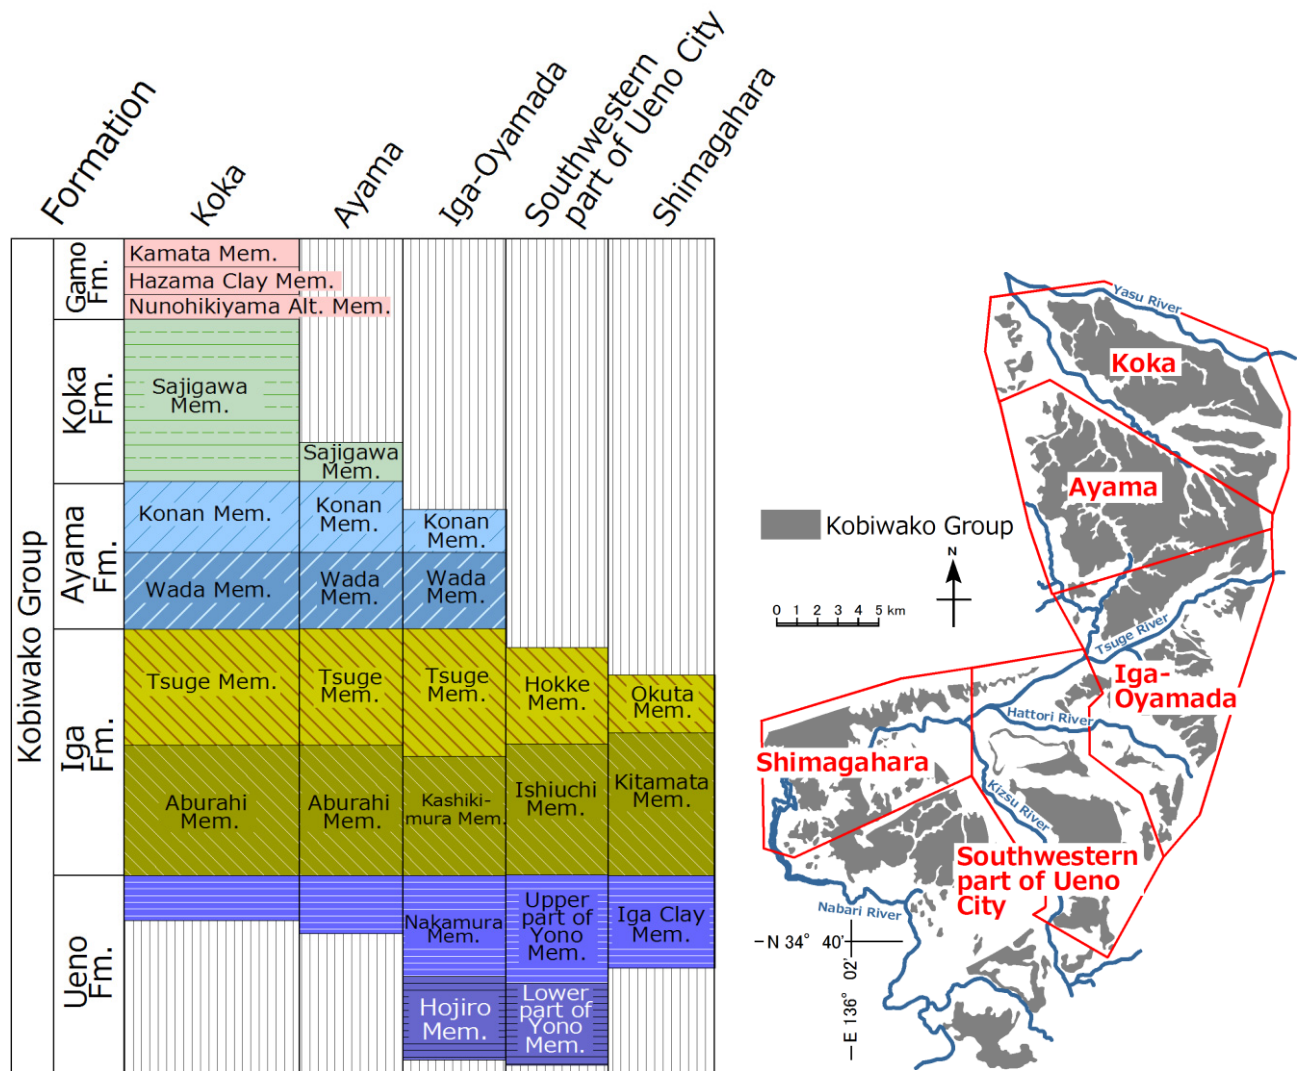 Formation
Koka
Ayama
Iga-Oyamada
Southwestern
part of Ueno City
Shimagahara
Kobiwako Group
Gamo
Fm.
Kamata Mem.
Hazama Clay Mem.
Nunohikiyama Alt. Mem.
Koka
Fm.
Sajigawa
Mem.
Sajigawa
Mem.
Ayama
Fm.
Konan Mem.
Konan
Mem.
Konan
Mem.
Wada Mem.
Wada
Mem.
Wada
Mem.
Iga
Fm.
Tsuge Mem.
Tsuge
Mem.
Tsuge
Mem.
Hokke
Mem.
Okuta
Mem.
Aburahi
Mem.
Aburahi
Mem.
Kashiki-
mura Mem.
Ishiuchi
Mem.
Kitamata
Mem.
Ueno
Fm.
Nakamura
Mem.
Upper
part of
Yono
Mem.
Iga Clay
Mem.
Hojiro
Mem.
Lower
part of
Yono
Mem.
Yasu River
Koka
Ayama
Kobiwako Group
N
0 1 2 3 4 5 km
Tsuge River
Iga-
Oyamada
Hattori River
Shimagahara
Kizsu River
Southwestern
part of Ueno
City
Nabari River
N 34° 40′
E 136° 02′